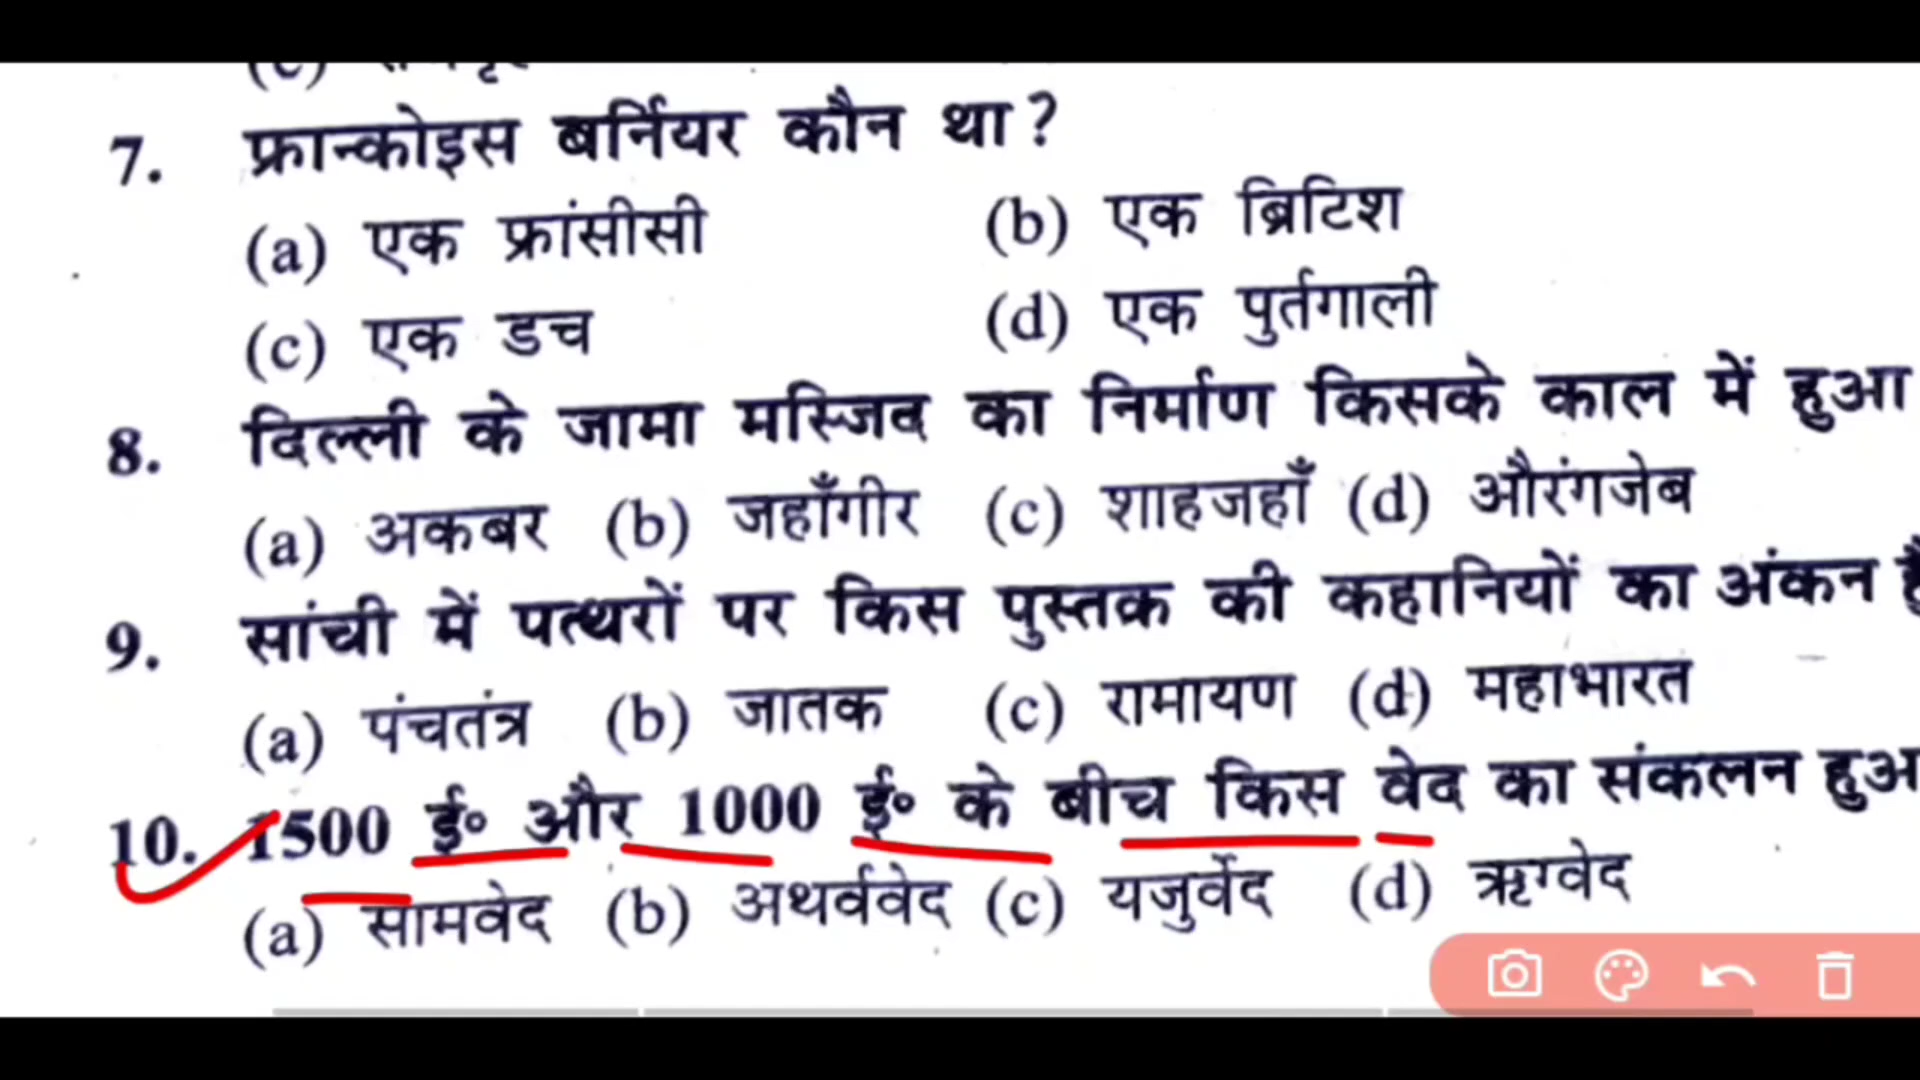 7. फ्रान्कोइस बर्नियर कौन था?
(a) एक फ्रांसीसी (b) एक ब्रिटिश
(c) एक डच (d) एक पुर्तगाली
8. दिल्ली के जामा मस्जिद का निर्माण किसके काल में हुआ
(a) अकबर (b) जहाँगीर (c) शाहजहाँ (d) औरंगजेब
9. सांची में पत्थरों पर किस पुस्तक की कहानियों का अंकन
(a) पंचतंत्र (b) जातक (c) रामायण (d) महाभारत
10. 1500 ई० और 1000 ई० के बीच किस वेद का संकलन
(a) सामवेद (b) अथर्ववेद (c) यजुर्वेद (d) ऋग्वेद